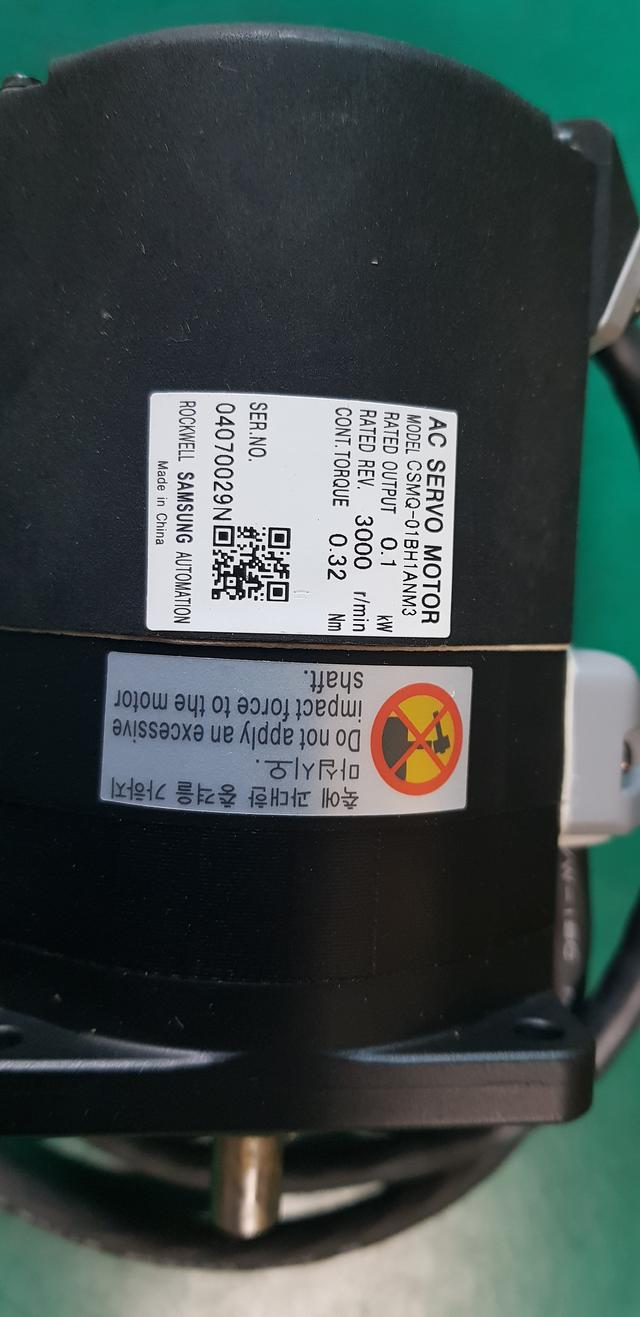 AC SERVO MOTOR
MODEL CSMQ-01BH1ANM3
RATED OUTPUT 0.1 kW
RATED REV. 3000 r/min
CONT.TORQUE 0.32 Nm
SER.NO.
04070029N
ROCKWELL SAMSUNG AUTOMATION
Made in China
축에 과대한 충격을 가하지
마십시오.
Do not apply an excessive
impact force to the motor
shaft.